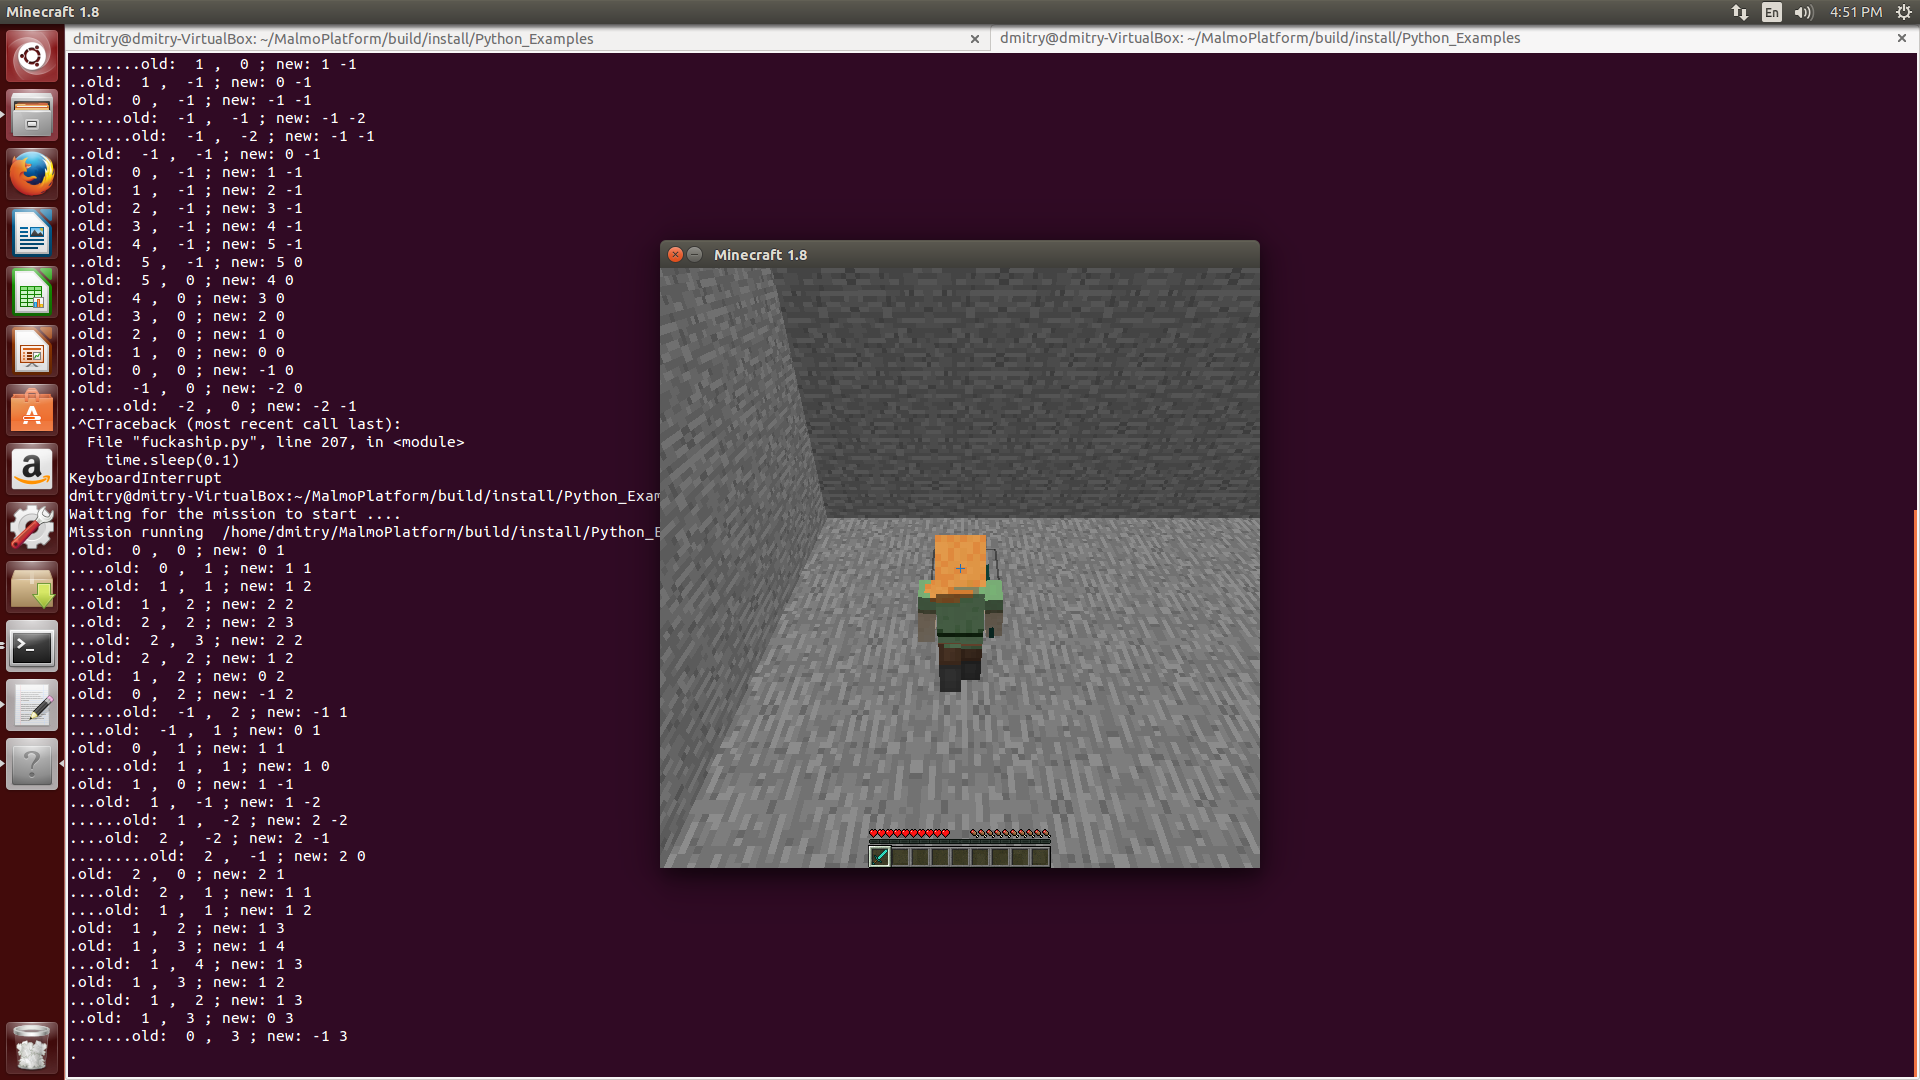 Minecraft 1.8
En
4:51 PM
dmitry@dmitry-VirtualBox: ~/MalmoPlatform/build/install/Python_Examples
dmitry@dmitry-VirtualBox: ~/MalmoPlatform/build/install/Python_Examples
........old:  1 ,  0 ; new: 1 -1
..old:  1 ,  -1 ; new: 0 -1
.old:  0 ,  -1 ; new: -1 -1
......old:  -1 ,  -1 ; new: -1 -2
.......old:  -1 ,  -2 ; new: -1 -1
..old:  -1 ,  -1 ; new: 0 -1
.old:  0 ,  -1 ; new: 1 -1
.old:  1 ,  -1 ; new: 2 -1
.old:  2 ,  -1 ; new: 3 -1
.old:  3 ,  -1 ; new: 4 -1
.old:  4 ,  -1 ; new: 5 -1
..old:  5 ,  -1 ; new: 5 0
..old:  5 ,  0 ; new: 4 0
.old:  4 ,  0 ; new: 3 0
.old:  3 ,  0 ; new: 2 0
.old:  2 ,  0 ; new: 1 0
.old:  1 ,  0 ; new: 0 0
.old:  0 ,  0 ; new: -1 0
.old:  -1 ,  0 ; new: -2 0
......old:  -2 ,  0 ; new: -2 -1
.^CTraceback (most recent call last):
  File "fuckaship.py", line 207, in <module>
    time.sleep(0.1)
KeyboardInterrupt
dmitry@dmitry-VirtualBox:~/MalmoPlatform/build/install/Python_Exam
Waiting for the mission to start ....
Mission running  /home/dmitry/MalmoPlatform/build/install/Python_E
.old:  0 ,  0 ; new: 0 1
....old:  0 ,  1 ; new: 1 1
....old:  1 ,  1 ; new: 1 2
..old:  1 ,  2 ; new: 2 2
..old:  2 ,  2 ; new: 2 3
...old:  2 ,  3 ; new: 2 2
..old:  2 ,  2 ; new: 1 2
.old:  1 ,  2 ; new: 0 2
.old:  0 ,  2 ; new: -1 2
......old:  -1 ,  2 ; new: -1 1
....old:  -1 ,  1 ; new: 0 1
.old:  0 ,  1 ; new: 1 1
......old:  1 ,  1 ; new: 1 0
.old:  1 ,  0 ; new: 1 -1
...old:  1 ,  -1 ; new: 1 -2
......old:  1 ,  -2 ; new: 2 -2
....old:  2 ,  -2 ; new: 2 -1
.........old:  2 ,  -1 ; new: 2 0
.old:  2 ,  0 ; new: 2 1
....old:  2 ,  1 ; new: 1 1
....old:  1 ,  1 ; new: 1 2
.old:  1 ,  2 ; new: 1 3
.old:  1 ,  3 ; new: 1 4
...old:  1 ,  4 ; new: 1 3
.old:  1 ,  3 ; new: 1 2
...old:  1 ,  2 ; new: 1 3
..old:  1 ,  3 ; new: 0 3
.......old:  0 ,  3 ; new: -1 3
.
Minecraft 1.8